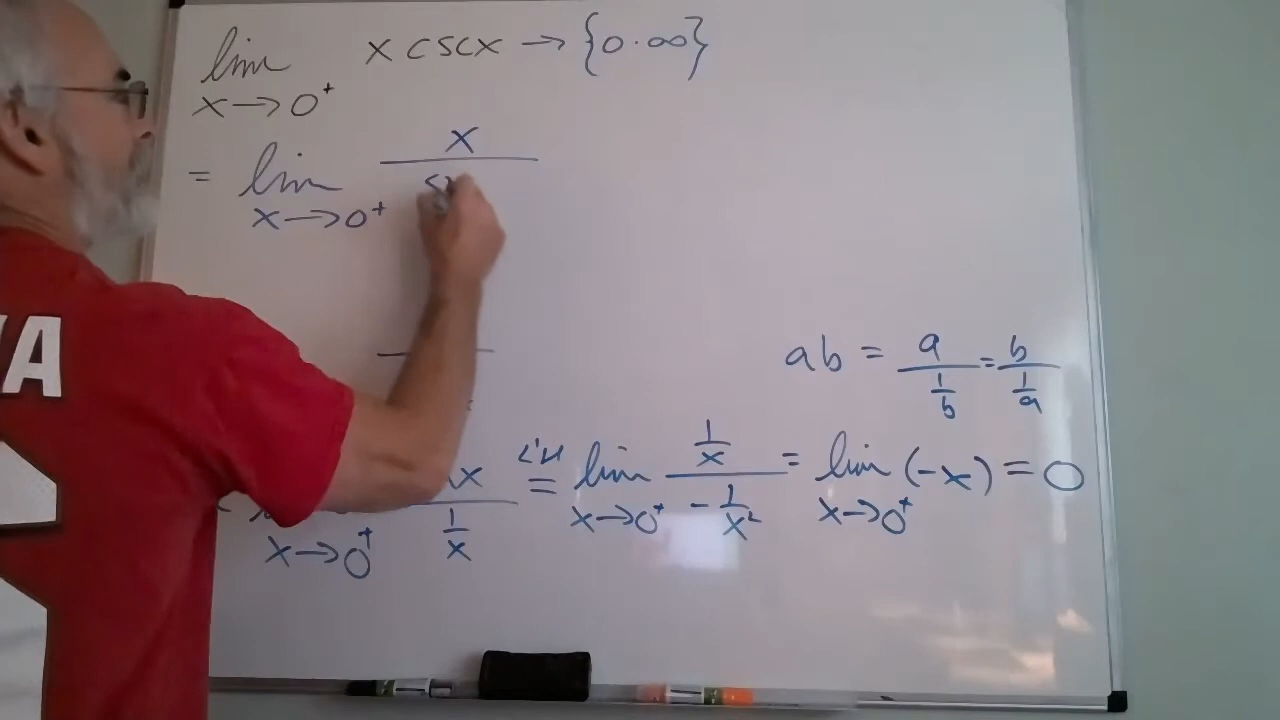 lim x csc x → {0·∞}
x → 0⁺
= lim x
x → 0⁺
ab = a/(1/b) = b/(1/a)
x / (1/x) L'H = lim (1/x) / (-1/x²) = lim (-x) = 0
x → 0⁺ x → 0⁺ x → 0⁺